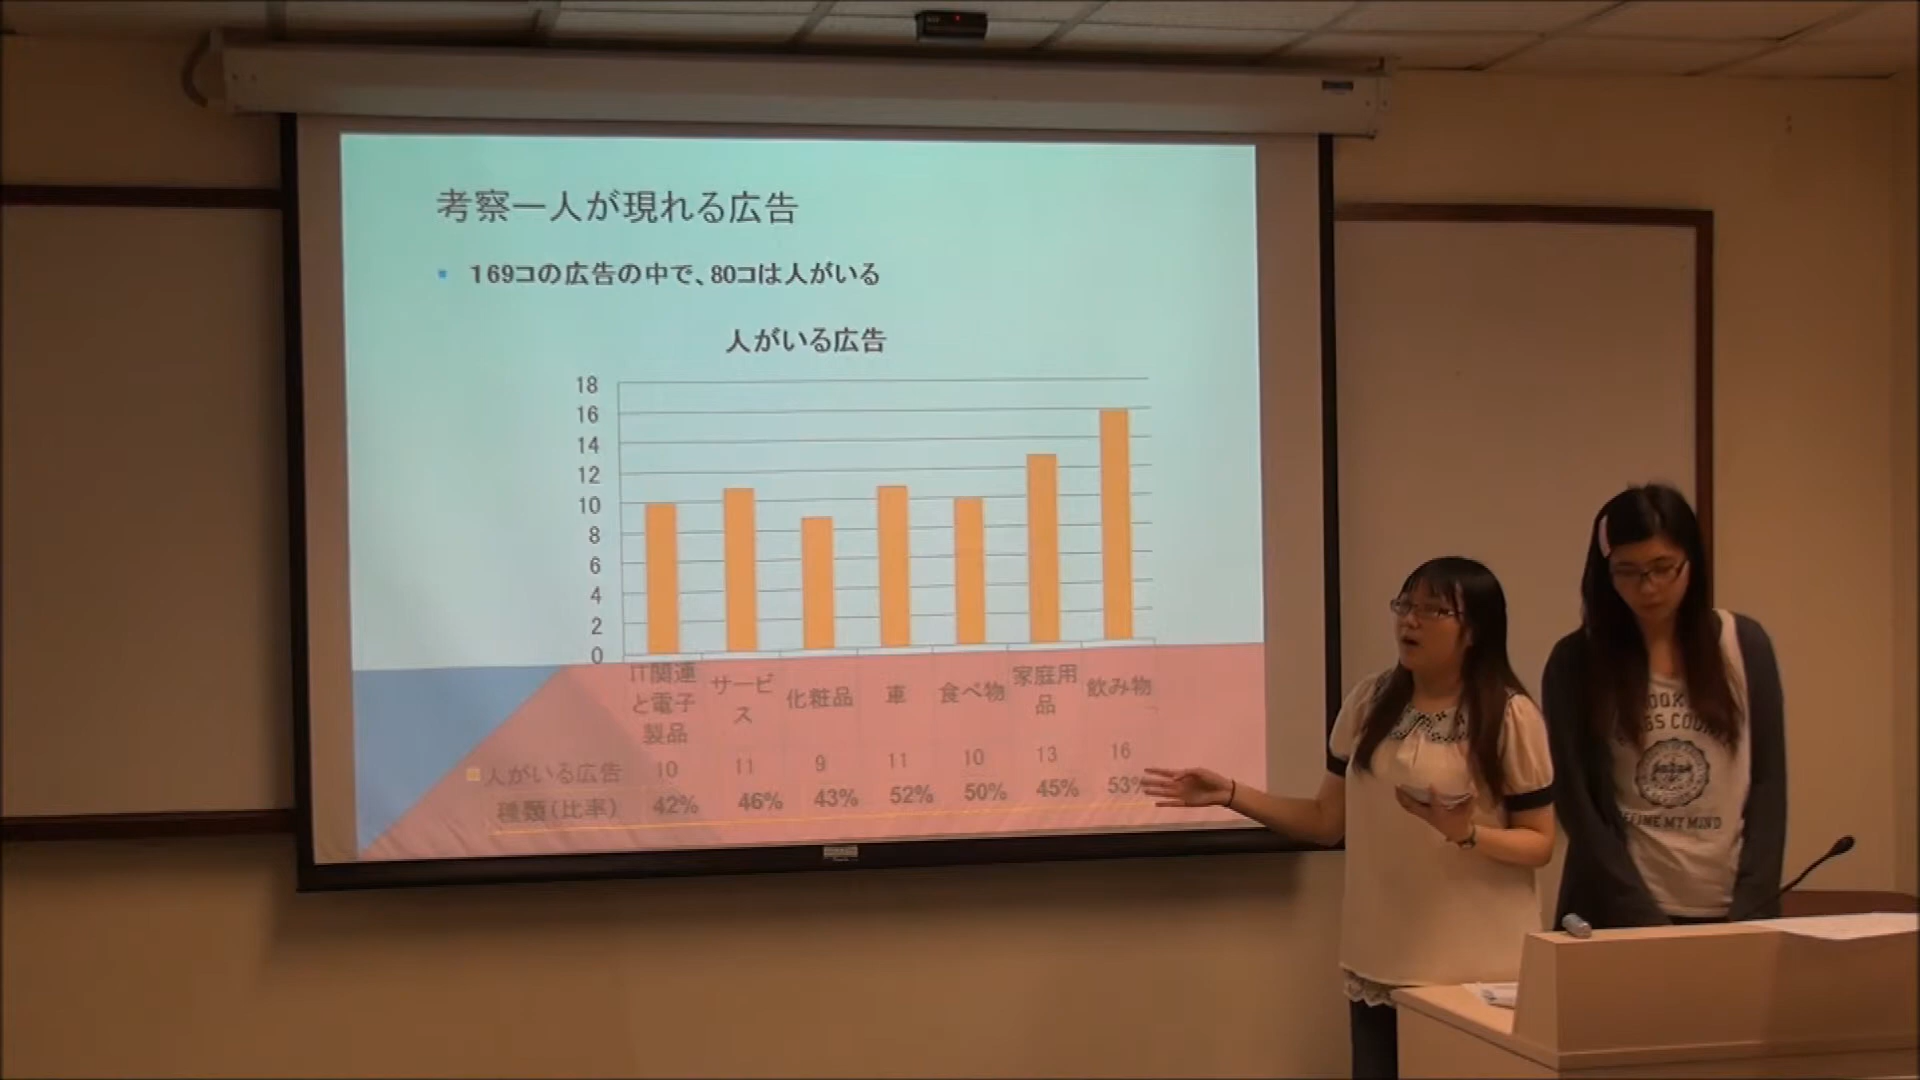 考察ー人が現れる広告
▪ 169コの広告の中で、80コは人がいる
人がいる広告
18
16
14
12
10
8
6
4
2
0
IT関連と電子製品 サービス 化粧品 車 食べ物 家庭用品 飲み物
人がいる広告 10 11 9 11 10 13 16
種類(比率) 42% 46% 43% 52% 50% 45% 53%
MY MIND